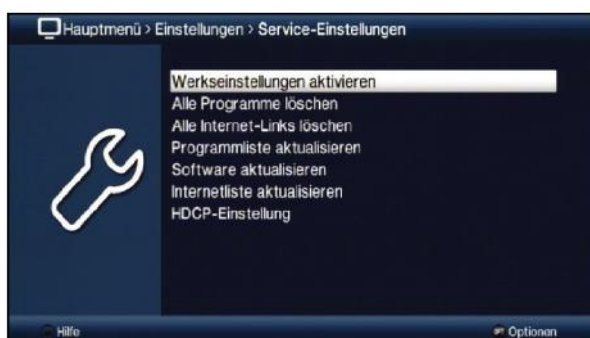 Hauptmenü > Einstellungen > Service-Einstellungen
Werkseinstellungen aktivieren
Alle Programme löschen
Alle Internet-Links löschen
Programmliste aktualisieren
Software aktualisieren
Internetliste aktualisieren
HDCP-Einstellung
Hilfe
Optionen